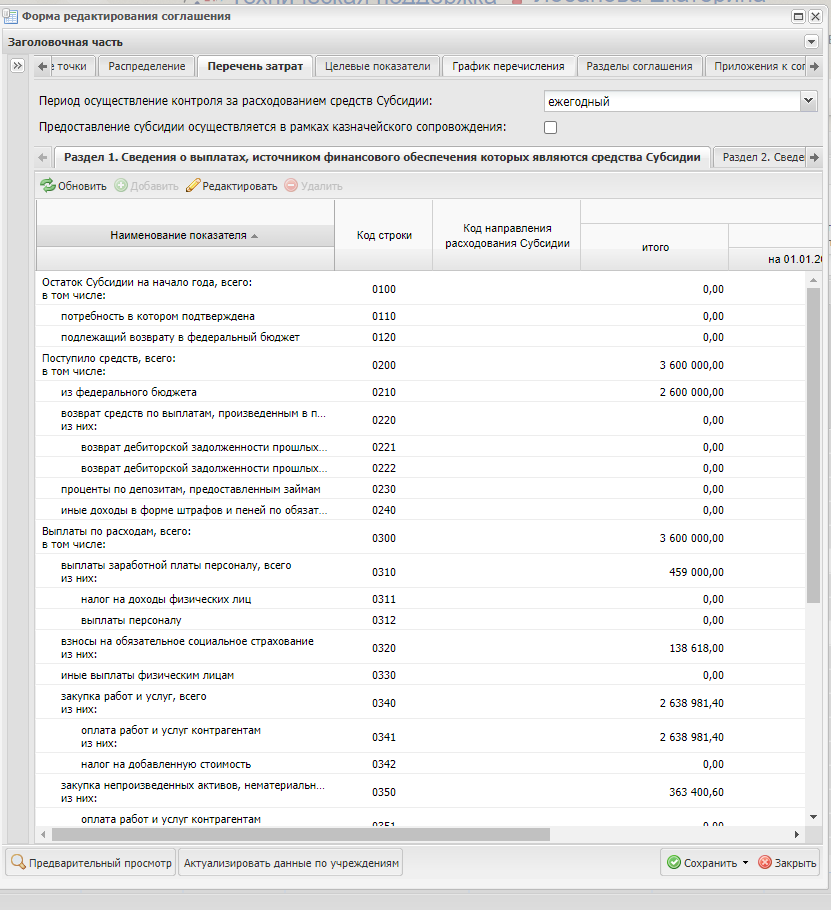 Форма редактирования соглашения
Заголовочная часть
е точки Распределение Перечень затрат Целевые показатели График перечисления Разделы соглашения Приложения к сог
Период осуществление контроля за расходованием средств Субсидии: ежегодный
Предоставление субсидии осуществляется в рамках казначейского сопровождения:
Раздел 1. Сведения о выплатах, источником финансового обеспечения которых являются средства Субсидии Раздел 2. Сведе
Обновить Добавить Редактировать Удалить
Наименование показателя Код строки Код направления
расходования Субсидии итого
на 01.01.20
Остаток Субсидии на начало года, всего:
в том числе: 0100 0,00
потребность в котором подтверждена 0110 0,00
подлежащий возврату в федеральный бюджет 0120 0,00
Поступило средств, всего:
в том числе: 0200 3 600 000,00
из федерального бюджета 0210 2 600 000,00
возврат средств по выплатам, произведенным в п...
из них: 0220 0,00
возврат дебиторской задолженности прошлых... 0221 0,00
возврат дебиторской задолженности прошлых... 0222 0,00
проценты по депозитам, предоставленным займам 0230 0,00
иные доходы в форме штрафов и пеней по обязат... 0240 0,00
Выплаты по расходам, всего:
в том числе: 0300 3 600 000,00
выплаты заработной платы персоналу, всего
из них: 0310 459 000,00
налог на доходы физических лиц 0311 0,00
выплаты персоналу 0312 0,00
взносы на обязательное социальное страхование
из них: 0320 138 618,00
иные выплаты физическим лицам 0330 0,00
закупка работ и услуг, всего
из них: 0340 2 638 981,40
оплата работ и услуг контрагентам
из них: 0341 2 638 981,40
налог на добавленную стоимость 0342 0,00
закупка непроизведенных активов, нематериальн...
из них: 0350 363 400,60
оплата работ и услуг контрагентам 0351 0,00
Предварительный просмотр Актуализировать данные по учреждениям Сохранить Закрыть